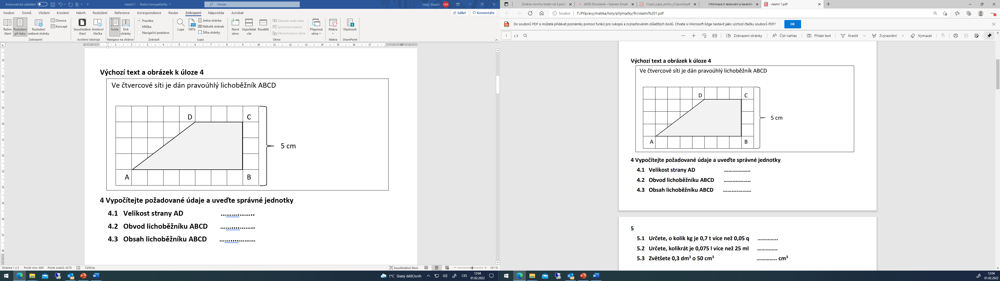 Automatické ukládání
vlastní 1 - Režim kompatibility
Hledat
Holý, Martin HM
Soubor Domů Vložení Kreslení Návrh Rozložení Reference Korespondence Revize Zobrazení Nápověda Acrobat
Sdílet Komentáře
Režim čtení
Rozložení při tisku
Rozložení webové stránky
Osnova
Koncept
Zobrazení
Soustředěné čtení
Asistivní čtečka
Asistivní nástroje
Svisle
Dvě stránky
Navigace na stránce
Pravítko
Mřížka
Navigační podokno
Zobrazit
Lupa
100%
Jedna stránka
Několik stránek
Šířka stránky
Lupa
Nové okno
Uspořádat vše
Rozdělit
Zobrazit vedle sebe
Synchronní posuv
Obnovit pozici okna
Přepnout okna
Okno
Makra
Makra
Vlastnosti
SharePoint
Výchozí text a obrázek k úloze 4
Ve čtvercové síti je dán pravoúhlý lichoběžník ABCD
D C
5 cm
A B
4 Vypočítejte požadované údaje a uveďte správné jednotky
4.1 Velikost strany AD ……………..
4.2 Obvod lichoběžníku ABCD ……………..
4.3 Obsah lichoběžníku ABCD ………………
Stránka 1 z 5 Počet slov: 680 Počet znaků: 4276 Čeština
Soustředěné čtení
161 %
1°C Slabý déšť/sníh
CES
12:04
01.02.2022
Změna rozvrhu hodin na 2.polol
(429) Doručené – Seznam Email
Crypt_vypis_archiv_z1cpvzr4.pdf
Informace k testování a karantén
vlastní 1.pdf
Soubor | T:/Přípravy/matika/holy/přijímačky/9r/vlastní%201.pdf
Do souborů PDF si můžete přidávat poznámky pomocí funkcí pro rukopis a zvýrazňováním důležitých bodů. Chcete si Microsoft Edge nastavit jako výchozí čtečku souborů PDF?
OK
1 z 5
Zobrazení stránky
Číst nahlas
Přidat text
Kreslit
Zvýraznění
Vymazat
Výchozí text a obrázek k úloze 4
Ve čtvercové síti je dán pravoúhlý lichoběžník ABCD
D C
5 cm
A B
4 Vypočítejte požadované údaje a uveďte správné jednotky
4.1 Velikost strany AD ……………..
4.2 Obvod lichoběžníku ABCD ……………..
4.3 Obsah lichoběžníku ABCD ………………
5
5.1 Určete, o kolik kg je 0,7 t více než 0,05 q …………..
5.2 Určete, kolikrát je 0,075 l více než 25 ml …………..
5.3 Zvětšete 0,3 dm³ o 50 cm³ ………….. cm³
12:04
01.02.2022